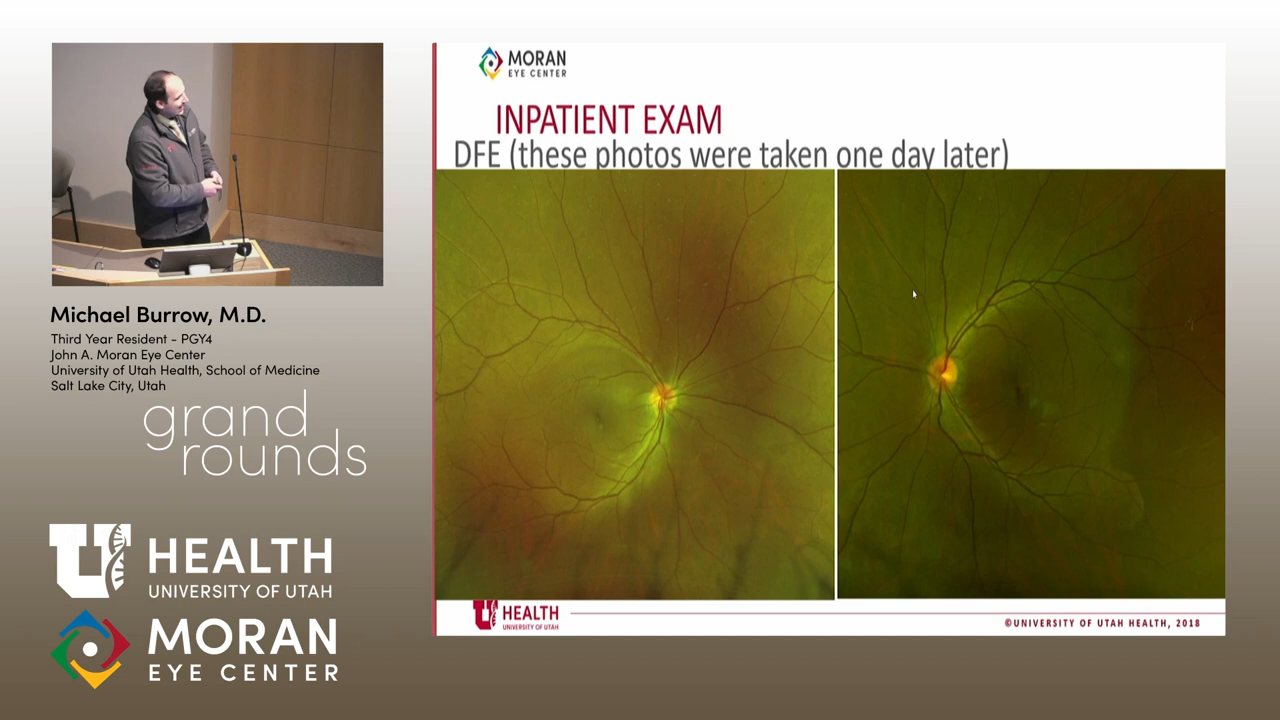 MORAN
EYE CENTER
INPATIENT EXAM
DFE (these photos were taken one day later)
Michael Burrow, M.D.
Third Year Resident - PGY4
John A. Moran Eye Center
University of Utah Health, School of Medicine
Salt Lake City, Utah
grand
rounds
U HEALTH
UNIVERSITY OF UTAH
MORAN
EYE CENTER
U HEALTH
UNIVERSITY OF UTAH
©UNIVERSITY OF UTAH HEALTH, 2018